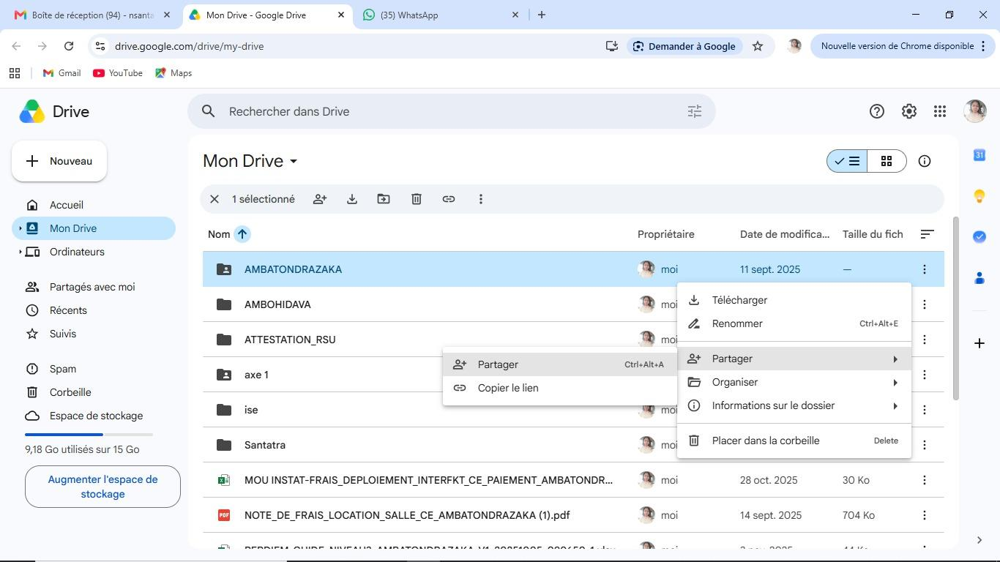 Boîte de réception (94) - nsanta
Mon Drive - Google Drive
(35) WhatsApp
drive.google.com/drive/my-drive
Demander à Google
Nouvelle version de Chrome disponible
Gmail
YouTube
Maps
Drive
Rechercher dans Drive
Nouveau
Mon Drive
1 sélectionné
Accueil
Mon Drive
Ordinateurs
Partagés avec moi
Récents
Suivis
Spam
Corbeille
Espace de stockage
9,18 Go utilisés sur 15 Go
Augmenter l'espace de
stockage
Nom
Propriétaire
Date de modifica...
Taille du fich
AMBATONDRAZAKA
moi
11 sept. 2025
—
AMBOHIDAVA
moi
ATTESTATION_RSU
moi
axe 1
ise
moi
Santatra
moi
MOU INSTAT-FRAIS_DEPLOIEMENT_INTERFKT_CE_PAIEMENT_AMBATONDR...
moi
28 oct. 2025
30 Ko
PDF
NOTE_DE_FRAIS_LOCATION_SALLE_CE_AMBATONDRAZAKA (1).pdf
moi
14 sept. 2025
704 Ko
Télécharger
Renommer
Ctrl+Alt+E
Partager
Organiser
Informations sur le dossier
Placer dans la corbeille
Delete
Partager
Ctrl+Alt+A
Copier le lien
31